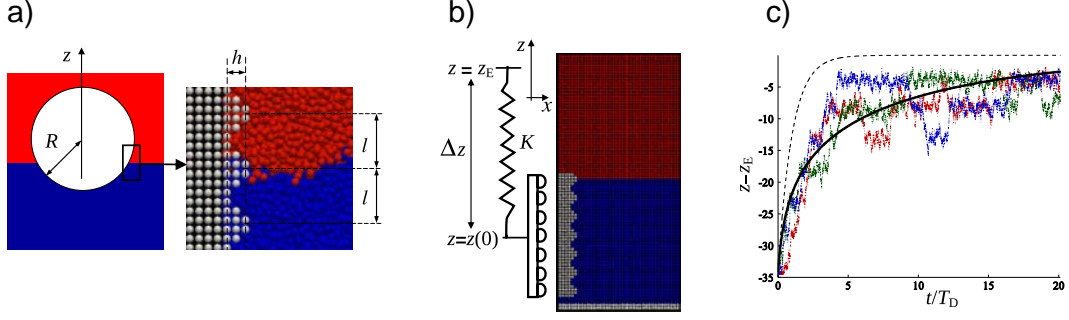 a)
z
R
h
l
l
b)
z
x
z = z_E
K
Δz
z=z(0)
c)
z−z_E
-5
-10
-15
-20
-25
-30
-35
0 5 10 15 20
t/T_D